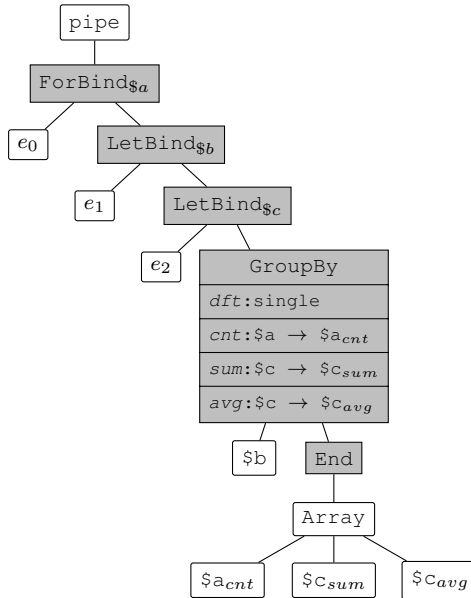 pipe
ForBind$a
e0
LetBind$b
e1
LetBind$c
e2
GroupBy
dft:single
cnt:$a → $acnt
sum:$c → $csum
avg:$c → $cavg
$b
End
Array
$acnt
$csum
$cavg